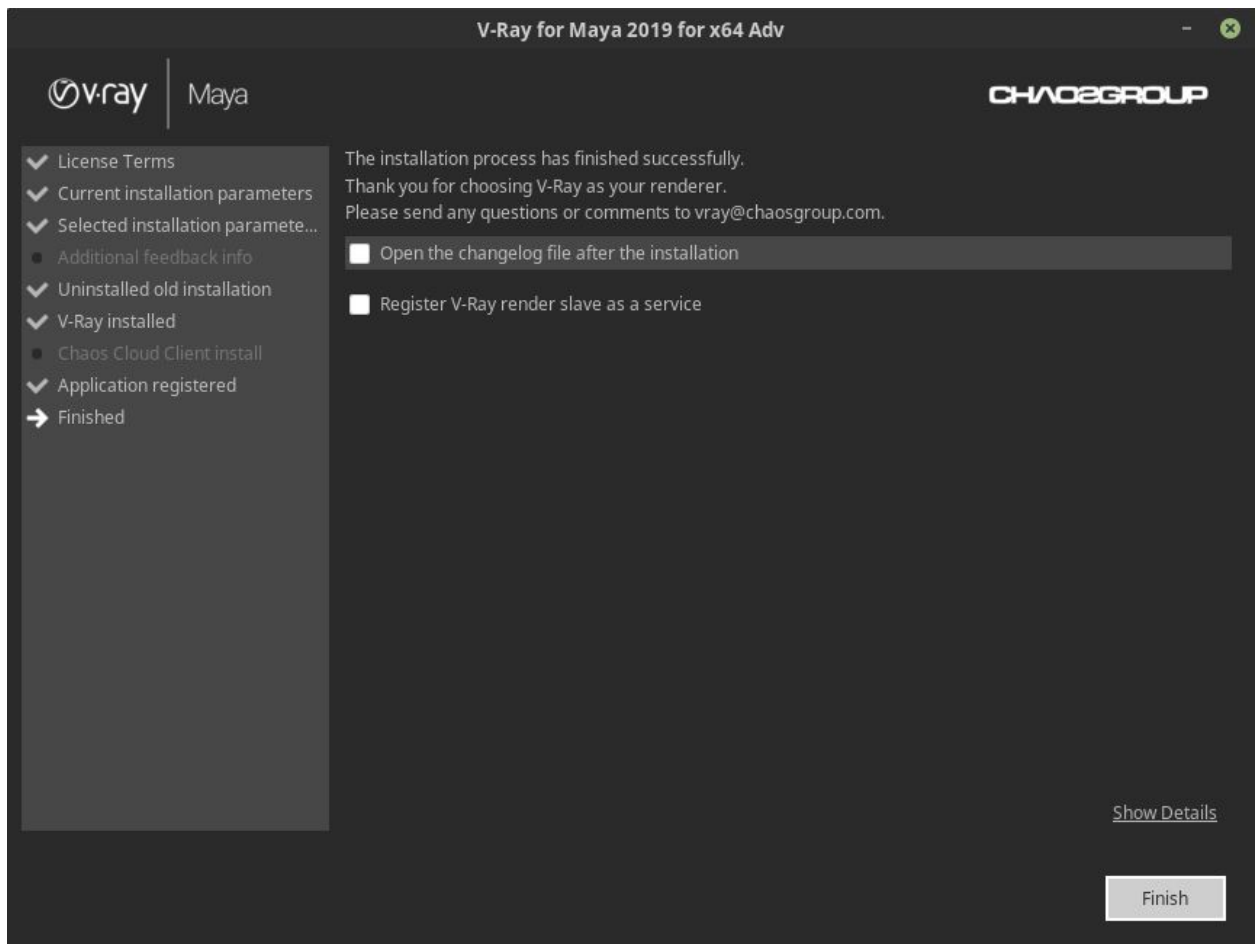 V-Ray for Maya 2019 for x64 Adv
v·ray | Maya
CHAOSGROUP
License Terms
Current installation parameters
Selected installation paramete...
Additional feedback info
Uninstalled old installation
V-Ray installed
Chaos Cloud Client install
Application registered
Finished
The installation process has finished successfully.
Thank you for choosing V-Ray as your renderer.
Please send any questions or comments to vray@chaosgroup.com.
Open the changelog file after the installation
Register V-Ray render slave as a service
Show Details
Finish